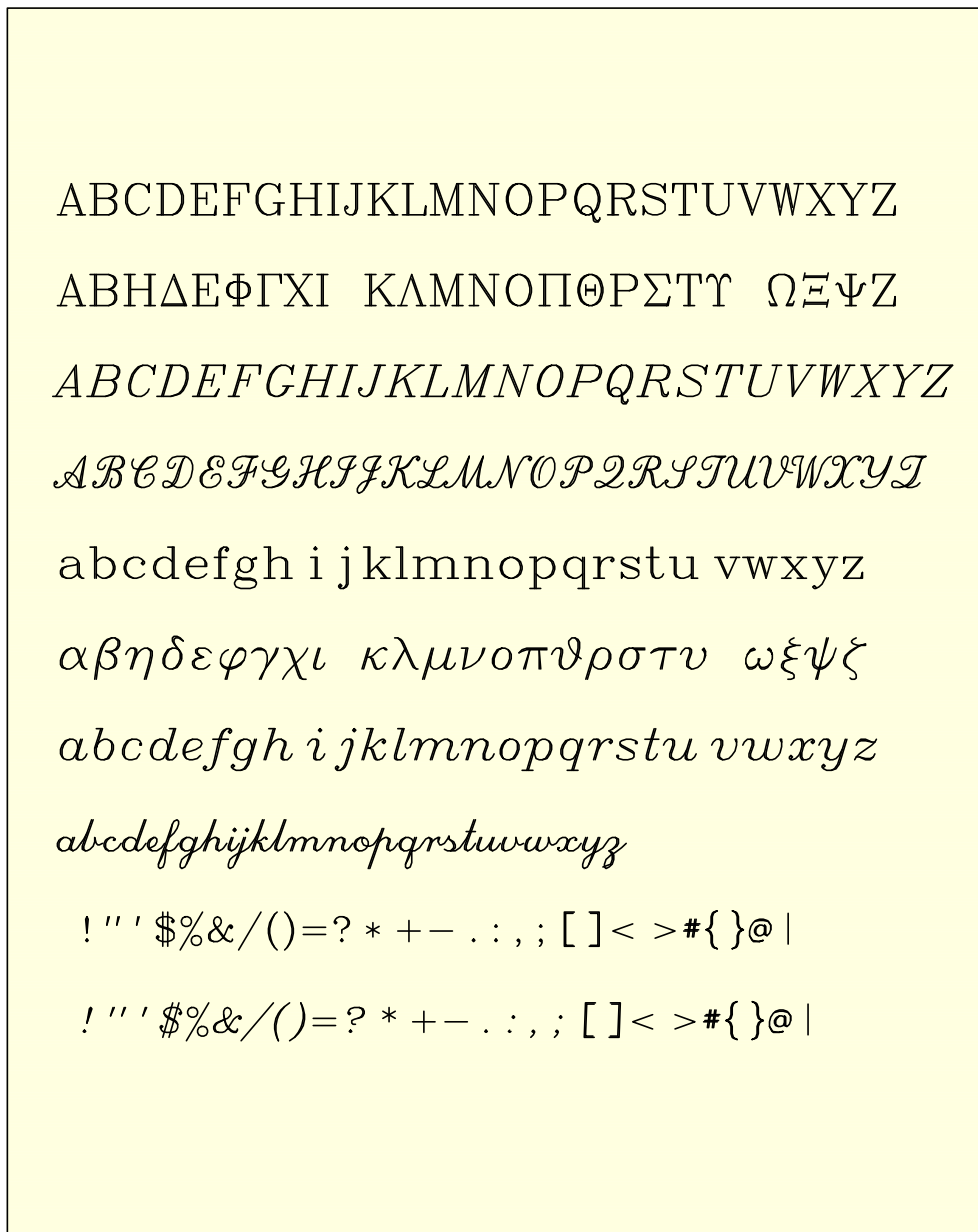 ABCDEFGHIJKLMNOPQRSTUVWXYZ
ΑΒΗΔΕΦΓΧΙ ΚΛΜΝΟΠΘΡΣΤϒ ΩΞΨΖ
ABCDEFGHIJKLMNOPQRSTUVWXYZ
ABCDEFGHIJKLMNOPQRSTUVWXYZ
abcdefgh i jklmnopqrstu vwxyz
αβηδεφγχι κλμνοπϑρστυ ωξψζ
abcdefgh i jklmnopqrstu vwxyz
abcdefghijklmnopqrstuvwxyz
! " ' $%&/()=? * +− . : , ; [ ]< >#{ }@ |
! " ' $%&/()=? * +− . : , ; [ ]< >#{ }@ |